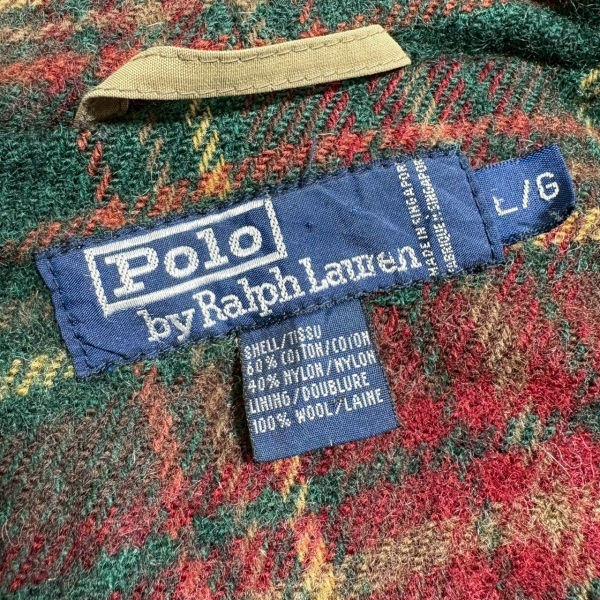 Polo
by Ralph Lauren
MADE IN SINGAPORE
FABRIQUE À SINGAPOUR
L/G
SHELL/TISSU
60% COTTON/COTON
40% NYLON/NYLON
LINING/DOUBLURE
100% WOOL/LAINE